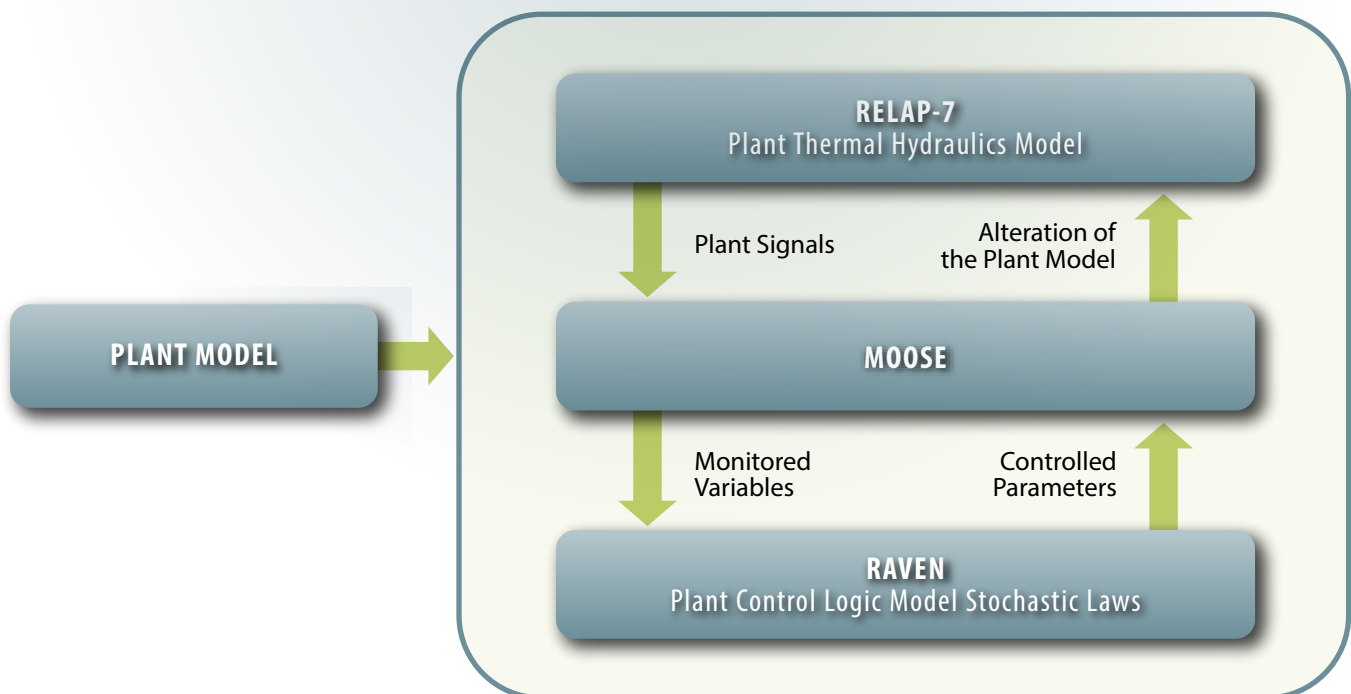 RELAP-7
Plant Thermal Hydraulics Model
Plant Signals
Alteration of
the Plant Model
PLANT MODEL
MOOSE
Monitored
Variables
Controlled
Parameters
RAVEN
Plant Control Logic Model Stochastic Laws